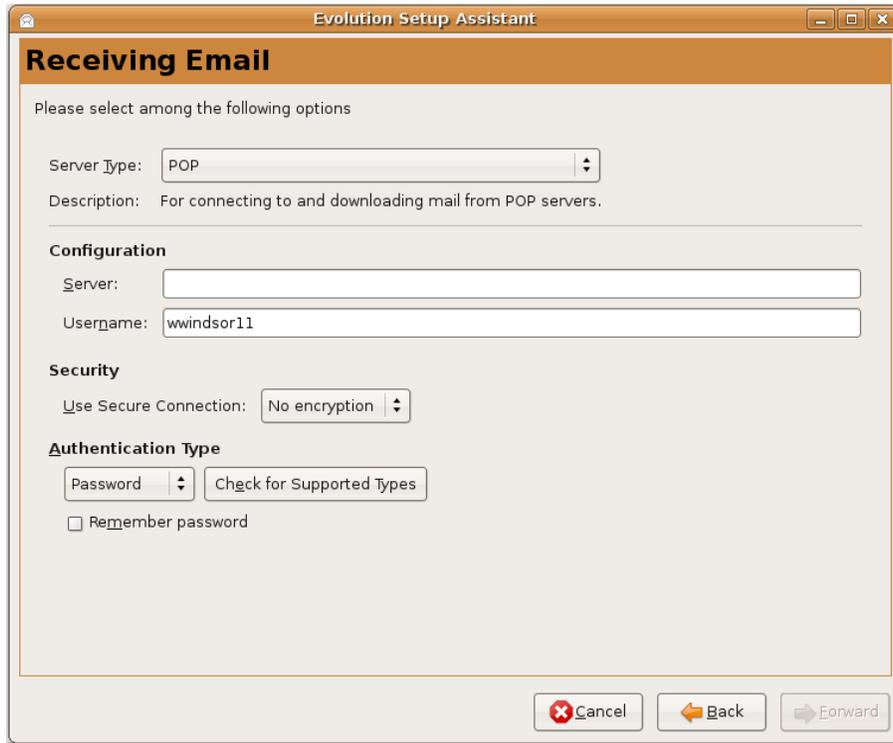 Evolution Setup Assistant
Receiving Email
Please select among the following options
Server Type: POP
Description: For connecting to and downloading mail from POP servers.
Configuration
Server:
Username: wwindsor11
Security
Use Secure Connection: No encryption
Authentication Type
Password Check for Supported Types
Remember password
Cancel Back Forward